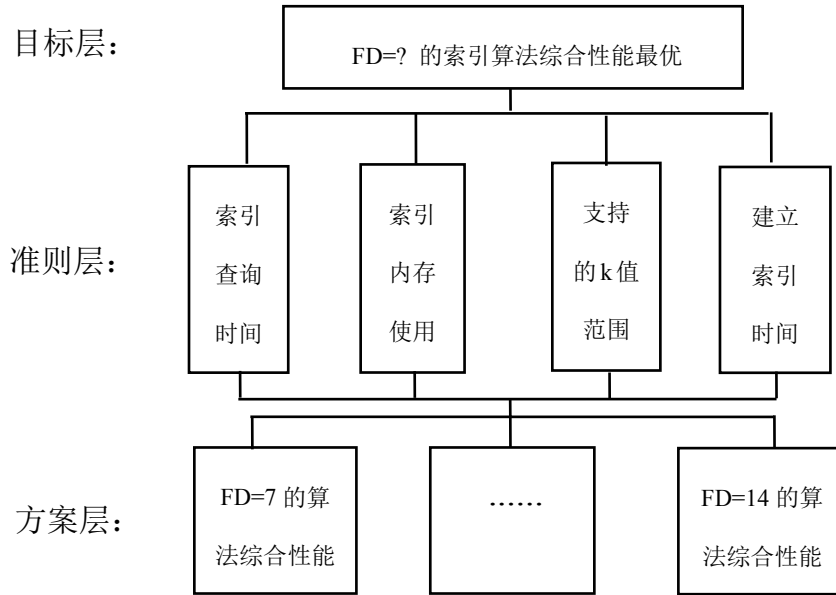 目标层：
FD=? 的索引算法综合性能最优
准则层：
索引
查询
时间
索引
内存
使用
支持
的k值
范围
建立
索引
时间
方案层：
FD=7 的算
法综合性能
……
FD=14 的算
法综合性能